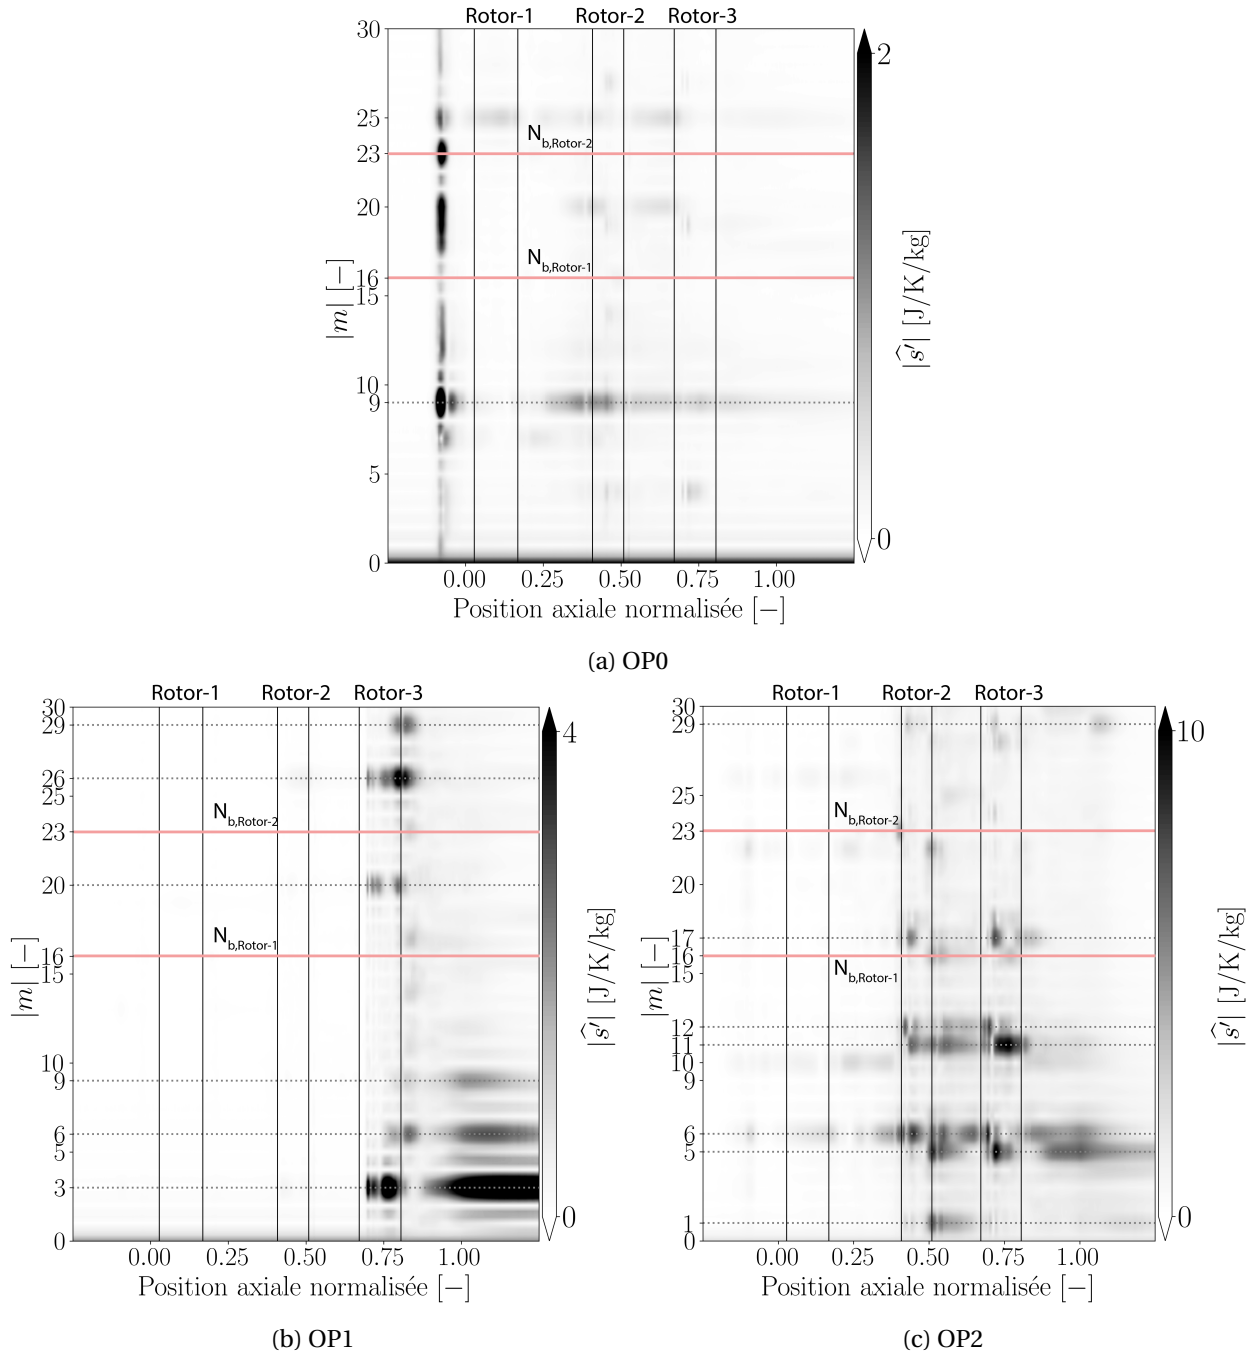 Rotor-1 Rotor-2 Rotor-3
30
25
N_b,Rotor-2
23
20
N_b,Rotor-1
16
15
10
9
5
0
|m| [−]
0.00 0.25 0.50 0.75 1.00
Position axiale normalisée [−]
2
0
|ŝ′| [J/K/kg]
(a) OP0
Rotor-1 Rotor-2 Rotor-3
30
29
26
25
N_b,Rotor-2
23
20
N_b,Rotor-1
16
15
10
9
6
5
3
0
|m| [−]
0.00 0.25 0.50 0.75 1.00
Position axiale normalisée [−]
4
0
|ŝ′| [J/K/kg]
(b) OP1
Rotor-1 Rotor-2 Rotor-3
30
29
25
N_b,Rotor-2
23
20
17
16
N_b,Rotor-1
15
12
11
10
9
6
5
1
0
|m| [−]
0.00 0.25 0.50 0.75 1.00
Position axiale normalisée [−]
10
0
|ŝ′| [J/K/kg]
(c) OP2